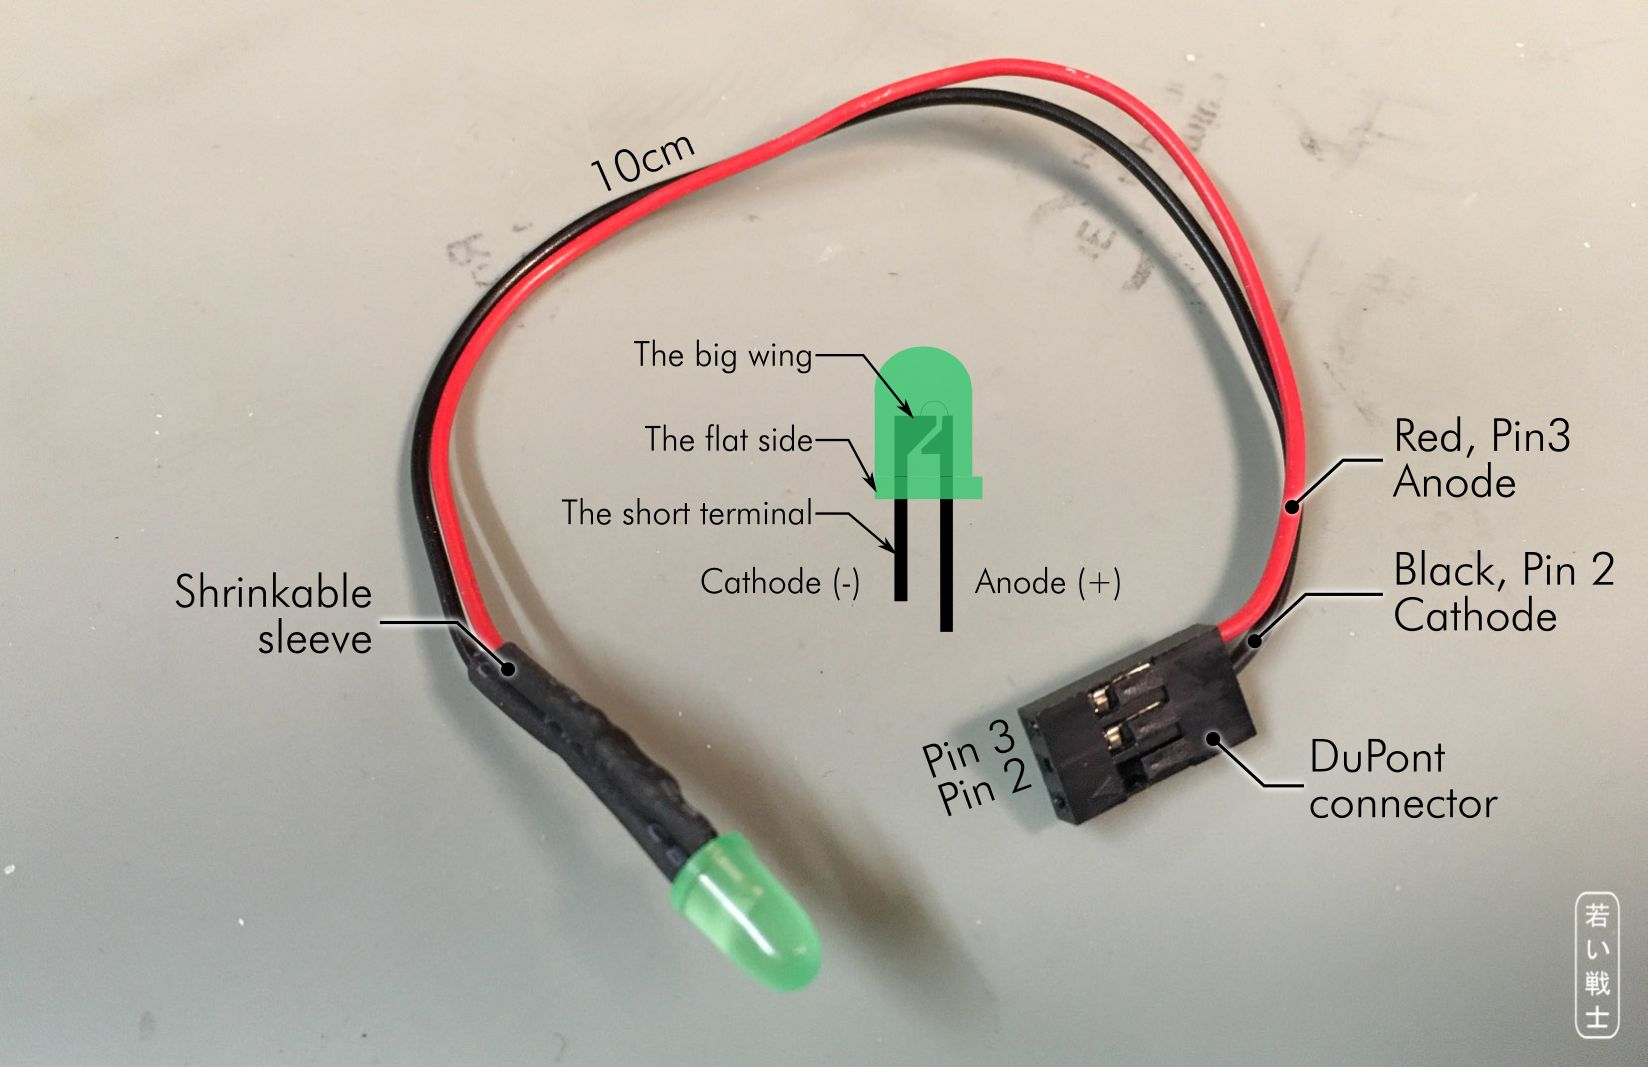 10cm
The big wing
The flat side
The short terminal
Cathode (-)
Anode (+)
Red, Pin3
Anode
Black, Pin 2
Cathode
Shrinkable
sleeve
Pin 3
Pin 2
DuPont
connector
若い戦士